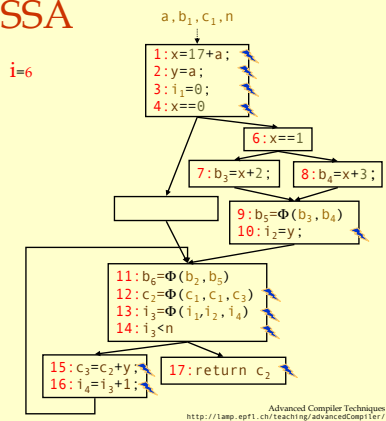 SSA
a,b₁,c₁,n
i=6
1:x=17+a;
2:y=a;
3:i₁=0;
4:x==0
6:x==1
7:b₃=x+2;
8:b₄=x+3;
9:b₅=Φ(b₃,b₄)
10:i₂=y;
11:b₆=Φ(b₂,b₅)
12:c₂=Φ(c₁,c₁,c₃)
13:i₃=Φ(i₁,i₂,i₄)
14:i₃<n
15:c₃=c₂+y;
16:i₄=i₃+1;
17:return c₂
Advanced Compiler Techniques
http://lamp.epfl.ch/teaching/advancedCompiler/